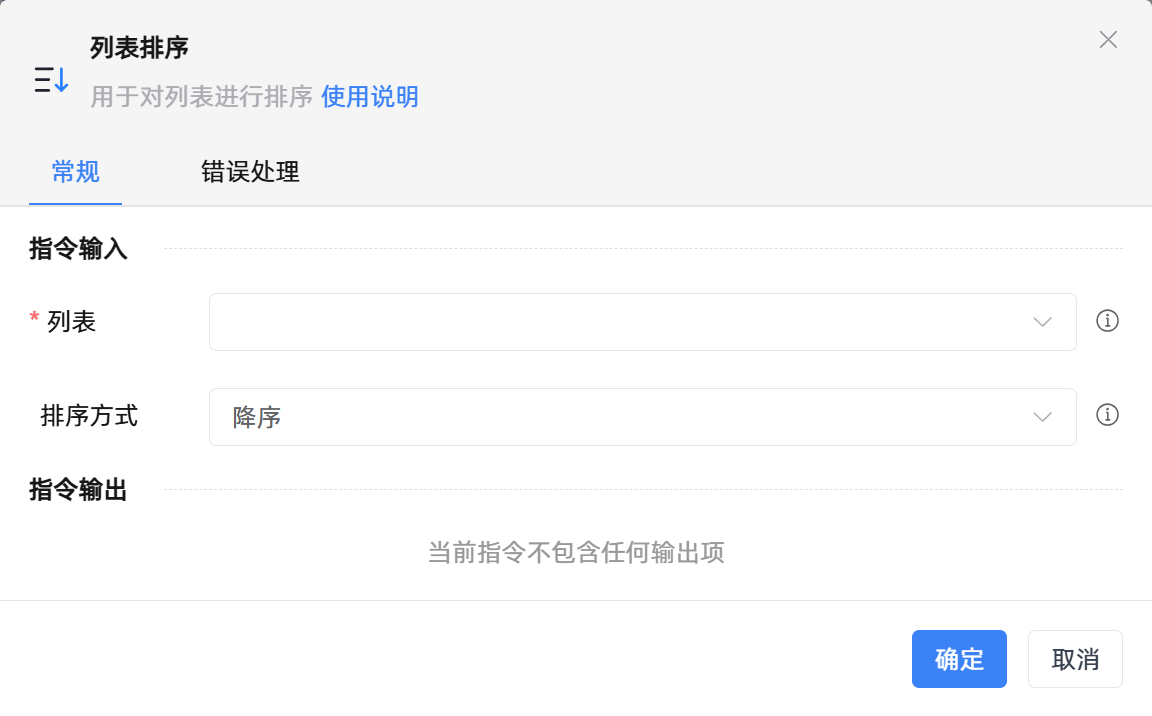 列表排序
用于对列表进行排序 使用说明
常规 错误处理
指令输入
* 列表
排序方式 降序
指令输出
当前指令不包含任何输出项
确定 取消